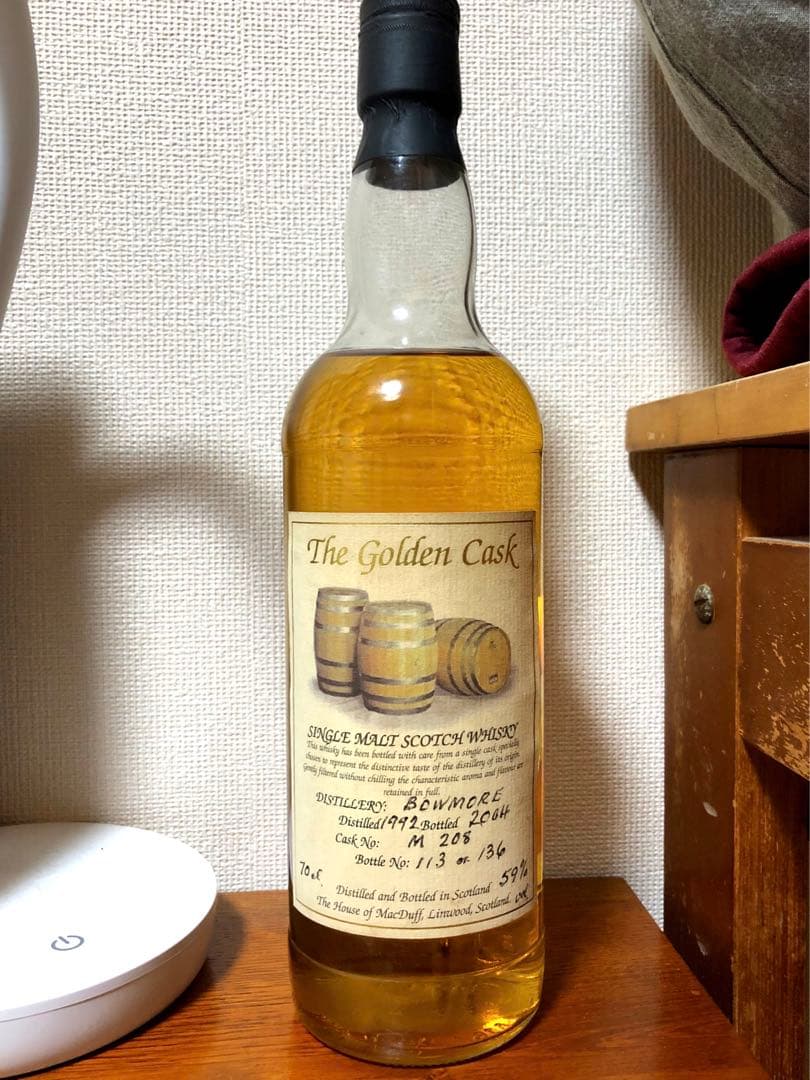 The Golden Cask
SINGLE MALT SCOTCH WHISKY
This whisky has been bottled with care from a single cask specially
chosen to represent the distinctive taste of the distillery of its origin.
Gently filtered without chilling the characteristic aroma and flavour are
retained in full.
DISTILLERY: BOWMORE
Distilled 1992 Bottled 2004
Cask No: M 208
Bottle No: 113 OF 136
70cl. 59%
Distilled and Bottled in Scotland
The House of MacDuff, Linwood, Scotland. vol